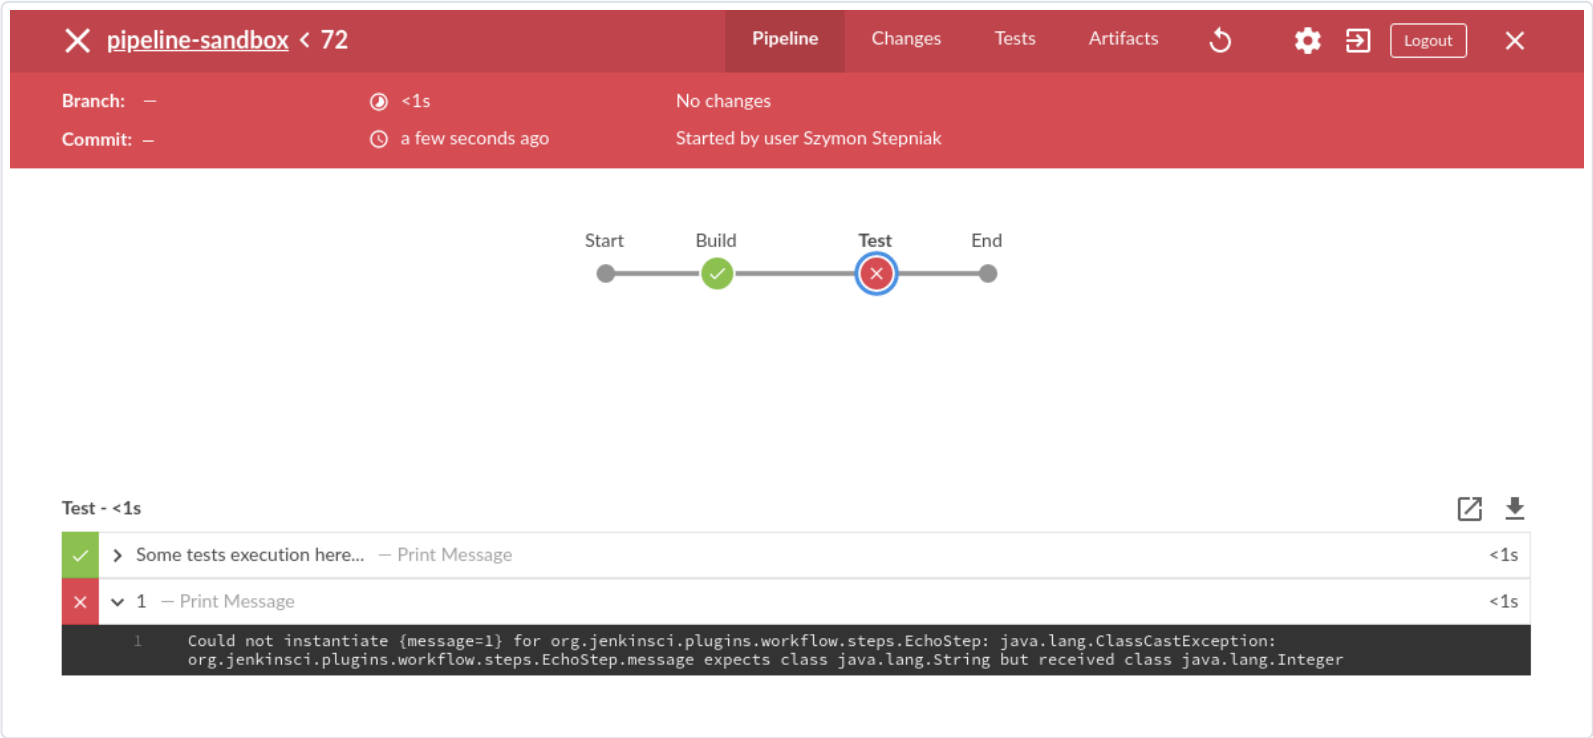 pipeline-sandbox < 72 Pipeline Changes Tests Artifacts Logout
Branch: — <1s No changes
Commit: — a few seconds ago Started by user Szymon Stepniak
Start Build Test End
Test - <1s
Some tests execution here... — Print Message <1s
1 — Print Message <1s
1 Could not instantiate {message=1} for org.jenkinsci.plugins.workflow.steps.EchoStep: java.lang.ClassCastException:
org.jenkinsci.plugins.workflow.steps.EchoStep.message expects class java.lang.String but received class java.lang.Integer